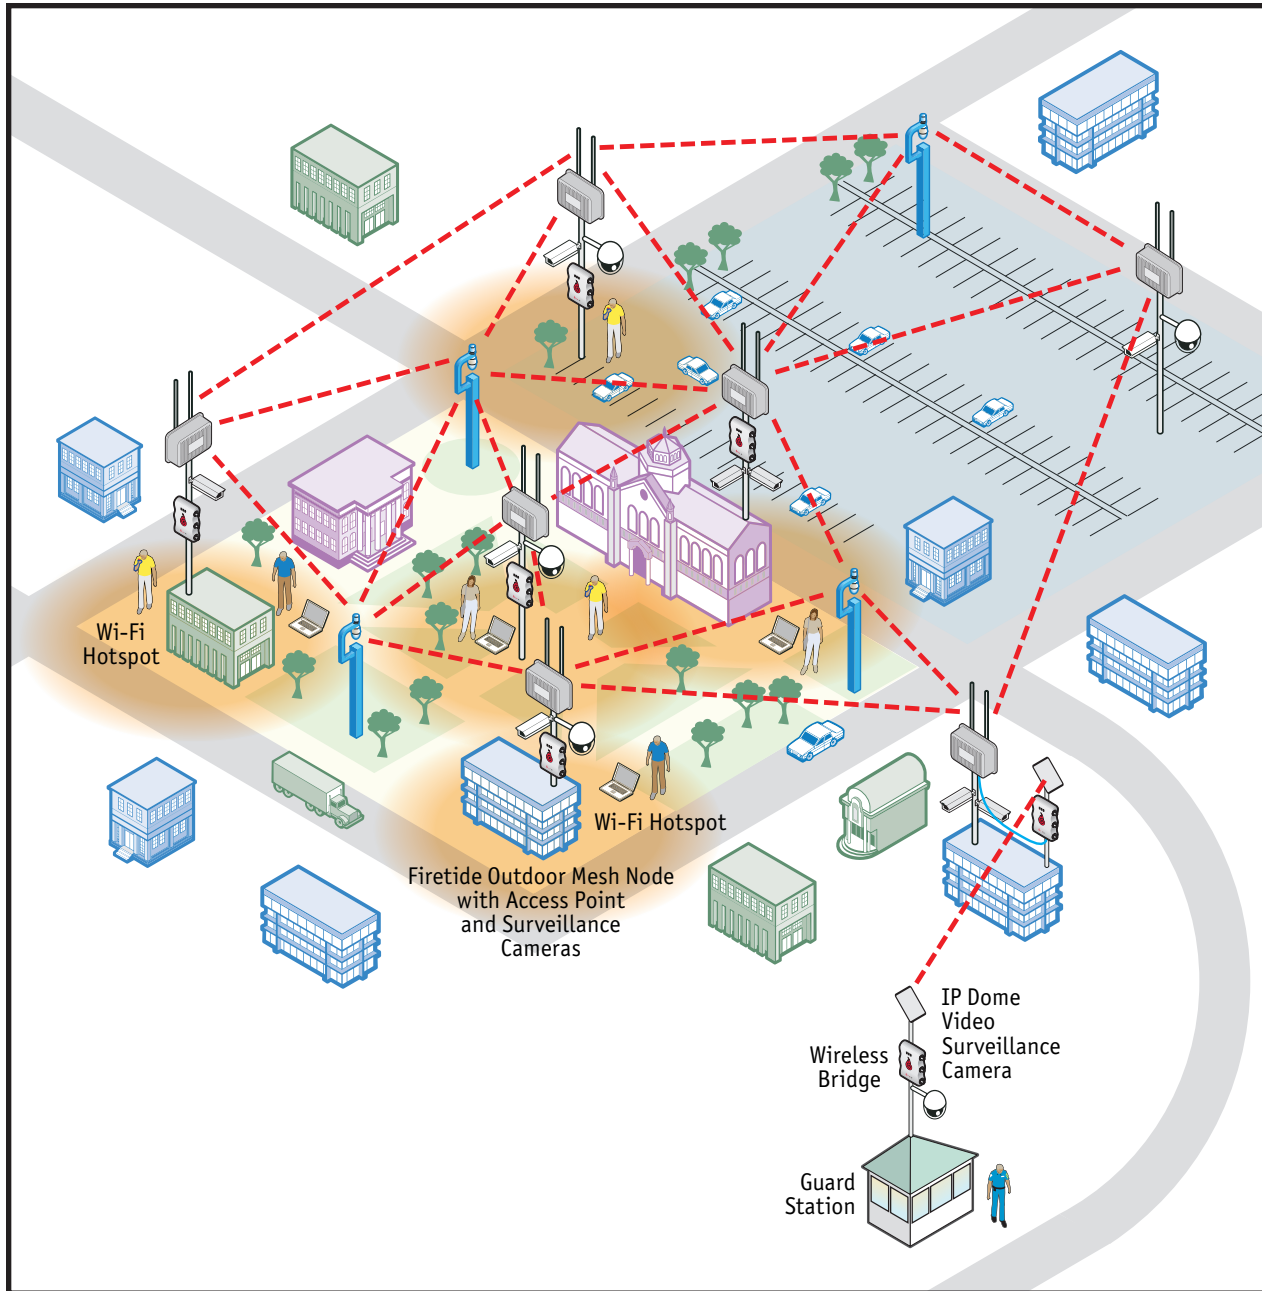 Wi-Fi
Hotspot
Wi-Fi Hotspot
Firetide Outdoor Mesh Node
with Access Point
and Surveillance
Cameras
IP Dome
Video
Surveillance
Camera
Wireless
Bridge
Guard
Station